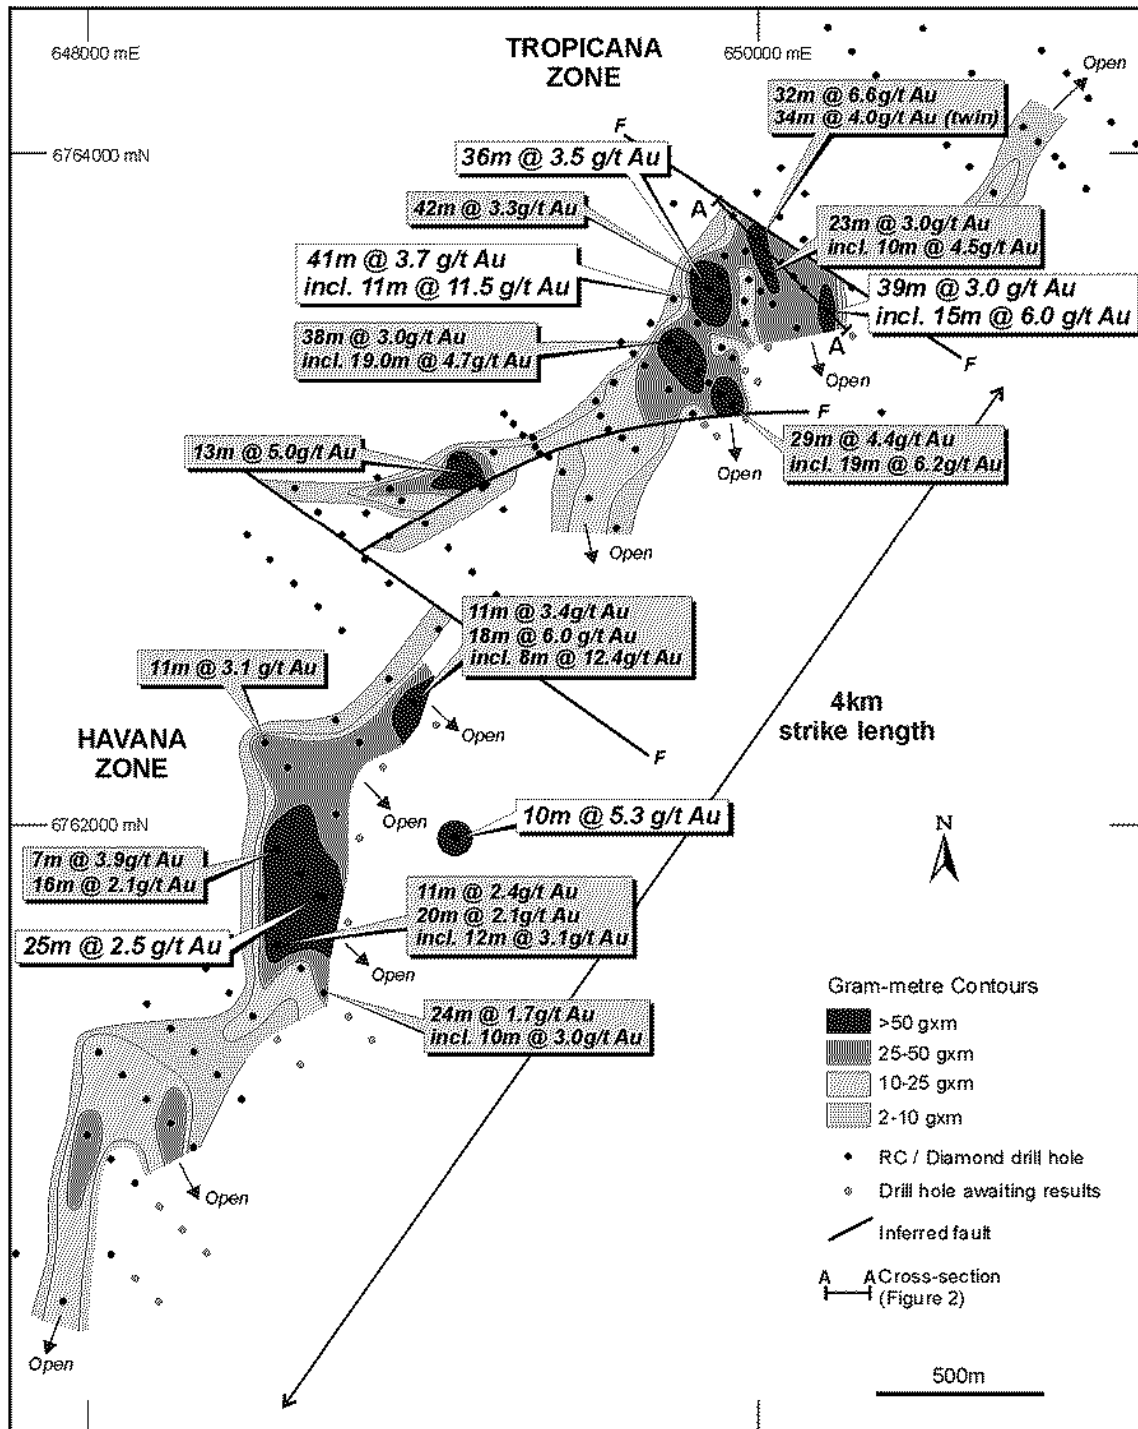 648000 mE
TROPICANA
ZONE
650000 mE
Open
32m @ 6.6g/t Au
34m @ 4.0g/t Au (twin)
F
6764000 mN
36m @ 3.5 g/t Au
A
42m @ 3.3g/t Au
23m @ 3.0g/t Au
incl. 10m @ 4.5g/t Au
41m @ 3.7 g/t Au
incl. 11m @ 11.5 g/t Au
39m @ 3.0 g/t Au
incl. 15m @ 6.0 g/t Au
38m @ 3.0g/t Au
incl. 19.0m @ 4.7g/t Au
A
F
Open
F
29m @ 4.4g/t Au
incl. 19m @ 6.2g/t Au
13m @ 5.0g/t Au
Open
Open
11m @ 3.4g/t Au
18m @ 6.0 g/t Au
incl. 8m @ 12.4g/t Au
11m @ 3.1 g/t Au
4km
strike length
HAVANA
ZONE
Open
F
Open
10m @ 5.3 g/t Au
6762000 mN
N
7m @ 3.9g/t Au
16m @ 2.1g/t Au
11m @ 2.4g/t Au
20m @ 2.1g/t Au
incl. 12m @ 3.1g/t Au
25m @ 2.5 g/t Au
Open
24m @ 1.7g/t Au
incl. 10m @ 3.0g/t Au
Gram-metre Contours
>50 gxm
25-50 gxm
10-25 gxm
2-10 gxm
RC / Diamond drill hole
Drill hole awaiting results
Inferred fault
A A Cross-section
(Figure 2)
Open
Open
500m